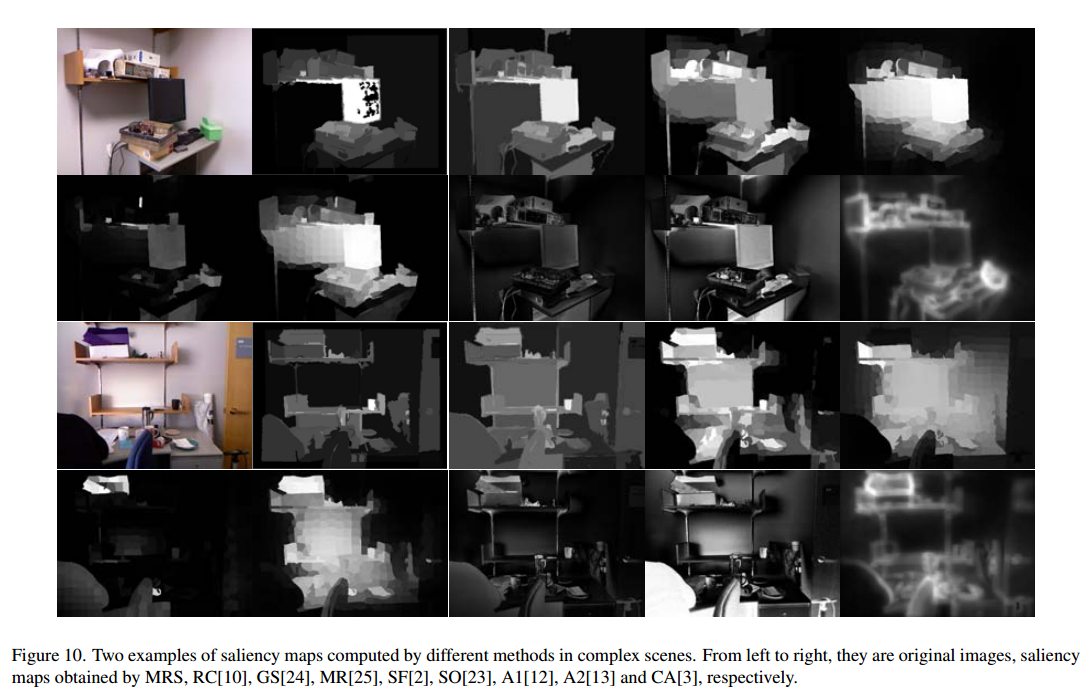 Figure 10. Two examples of saliency maps computed by different methods in complex scenes. From left to right, they are original images, saliency
maps obtained by MRS, RC[10], GS[24], MR[25], SF[2], SO[23], A1[12], A2[13] and CA[3], respectively.